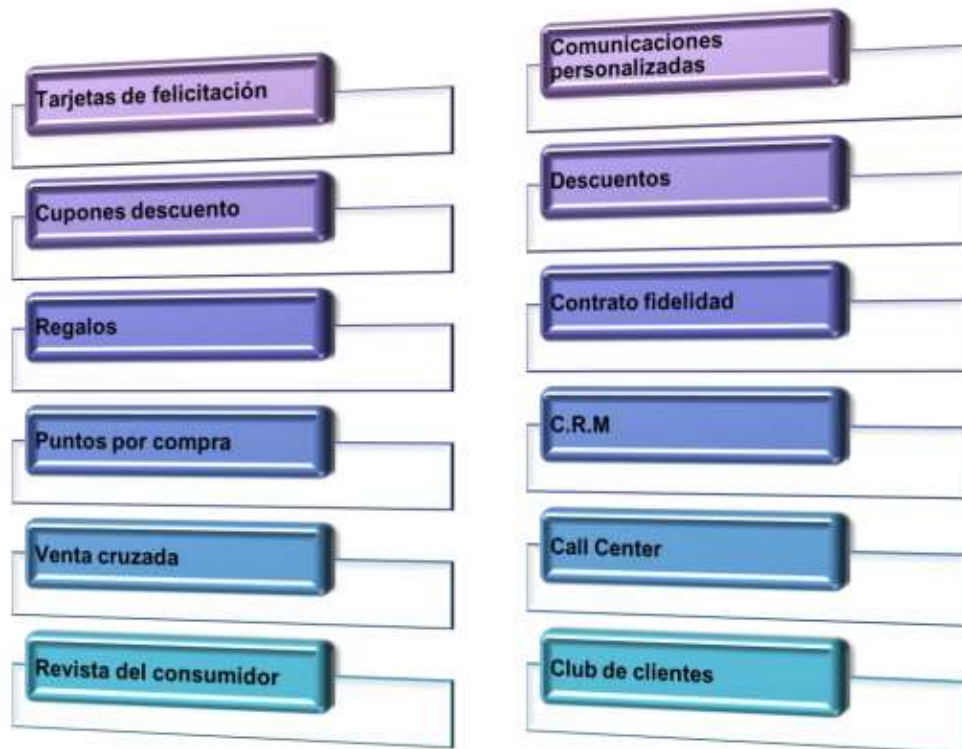 Tarjetas de felicitación
Cupones descuento
Regalos
Puntos por compra
Venta cruzada
Revista del consumidor
Comunicaciones
personalizadas
Descuentos
Contrato fidelidad
C.R.M
Call Center
Club de clientes